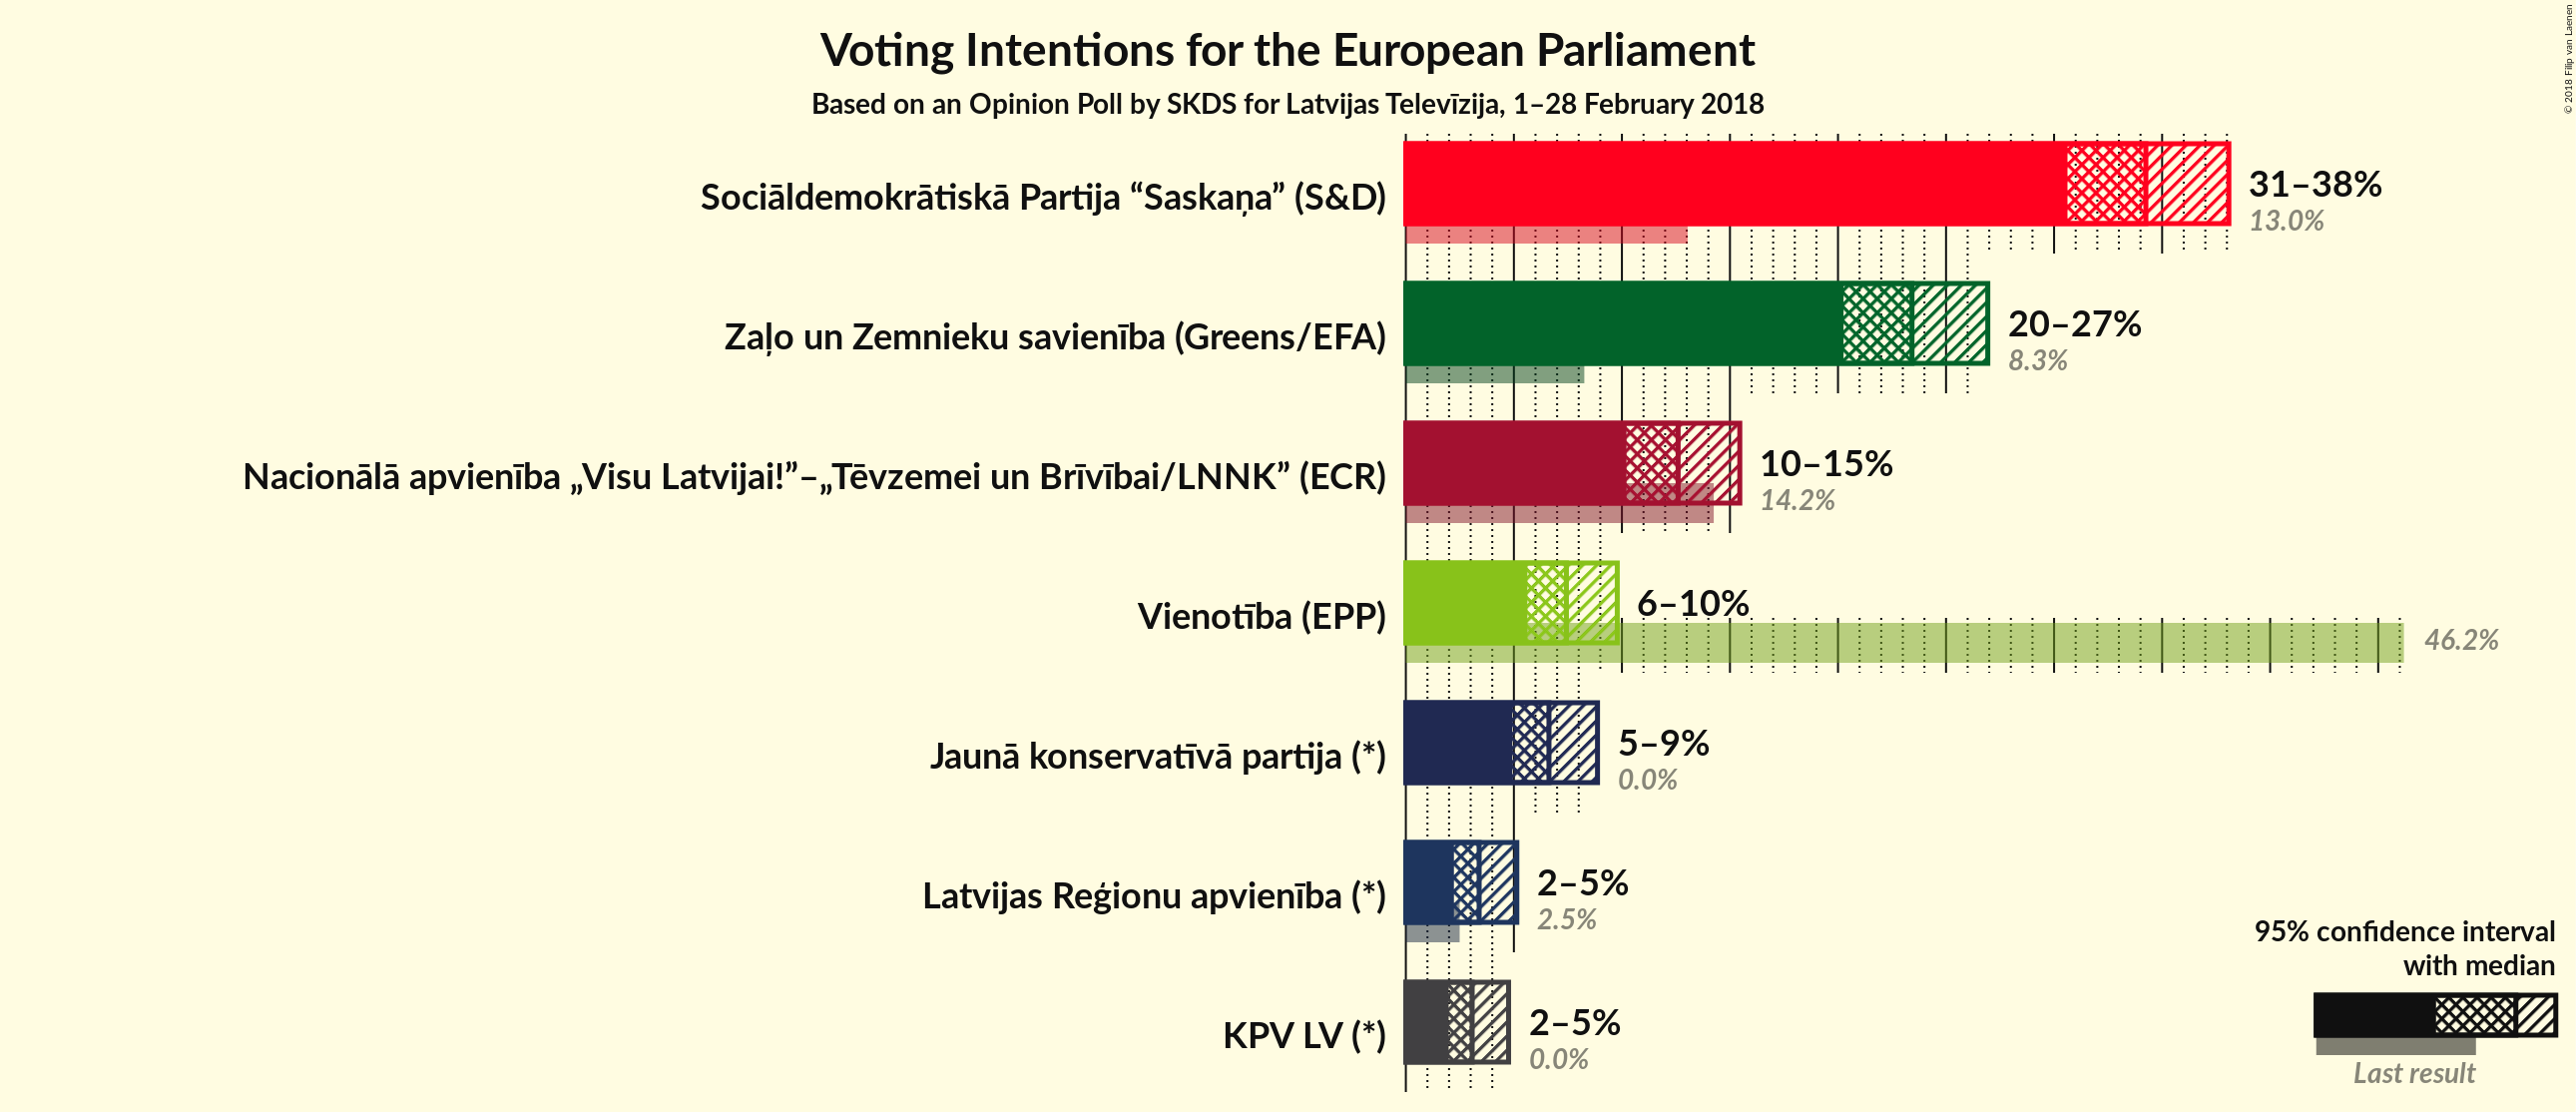 Voting Intentions for the European Parliament
Based on an Opinion Poll by SKDS for Latvijas Televīzija, 1–28 February 2018
© 2018 Filip van Laenen
Sociāldemokrātiskā Partija “Saskaņa” (S&D)
31–38%
13.0%
Zaļo un Zemnieku savienība (Greens/EFA)
20–27%
8.3%
Nacionālā apvienība „Visu Latvijai!”–„Tēvzemei un Brīvībai/LNNK” (ECR)
10–15%
14.2%
Vienotība (EPP)
6–10%
46.2%
Jaunā konservatīvā partija (*)
5–9%
0.0%
Latvijas Reģionu apvienība (*)
2–5%
2.5%
KPV LV (*)
2–5%
0.0%
95% confidence interval
with median
Last result